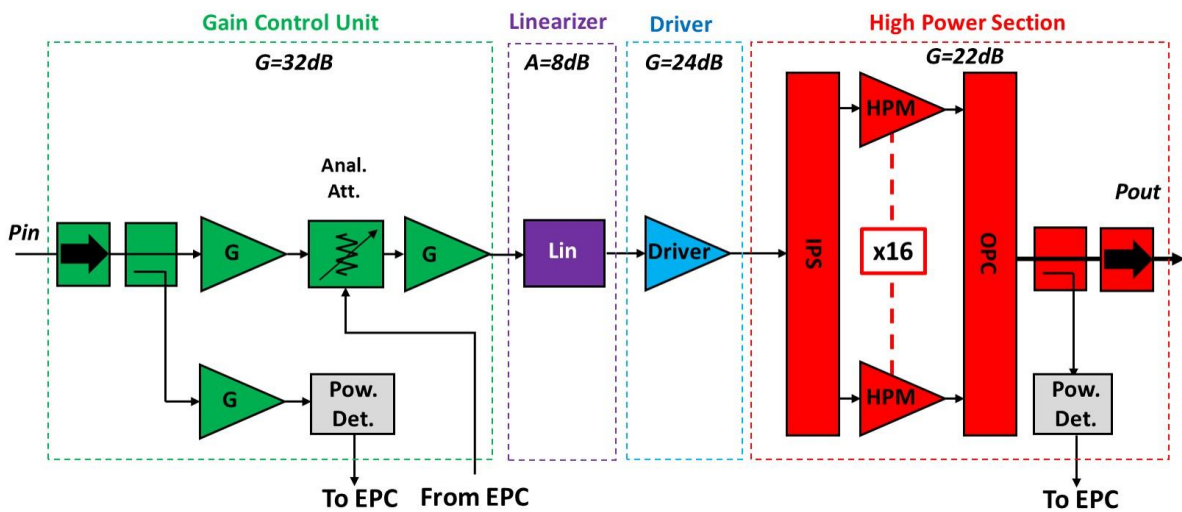 Gain Control Unit
Linearizer
Driver
High Power Section
G=32dB
A=8dB
G=24dB
G=22dB
Anal.
Att.
Pin
G
G
Lin
Driver
IPS
HPM
x16
HPM
OPC
Pout
G
Pow.
Det.
Pow.
Det.
To EPC
From EPC
To EPC